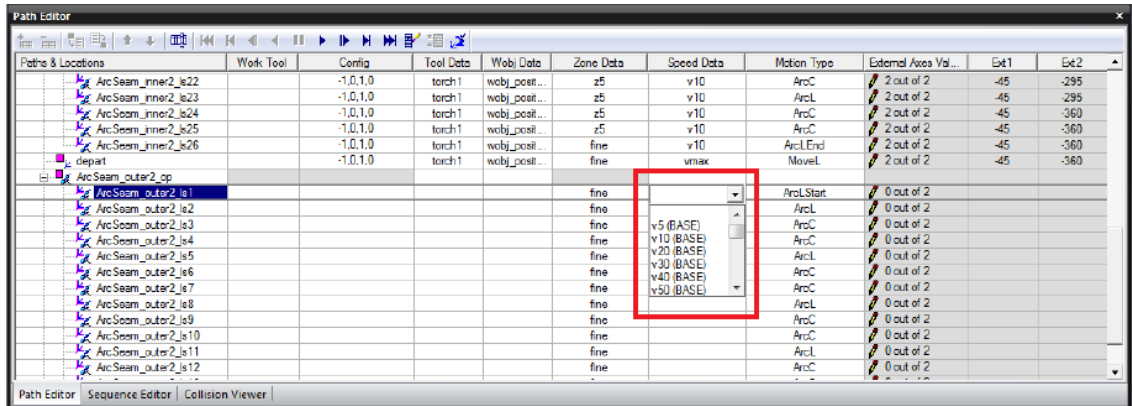 Path Editor x
Paths & Locations Work Tool Config Tool Data Wobj Data Zone Data Speed Data Motion Type External Axes Val... Ext1 Ext2
ArcSeam_inner2_ls22 -1,0,1,0 torch1 wobj_posit... z5 v10 ArcC 2 out of 2 -45 -295
ArcSeam_inner2_ls23 -1,0,1,0 torch1 wobj_posit... z5 v10 ArcL 2 out of 2 -45 -295
ArcSeam_inner2_ls24 -1,0,1,0 torch1 wobj_posit... z5 v10 ArcC 2 out of 2 -45 -360
ArcSeam_inner2_ls25 -1,0,1,0 torch1 wobj_posit... z5 v10 ArcC 2 out of 2 -45 -360
ArcSeam_inner2_ls26 -1,0,1,0 torch1 wobj_posit... fine v10 ArcLEnd 2 out of 2 -45 -360
depart -1,0,1,0 torch1 wobj_posit... fine vmax MoveL 2 out of 2 -45 -360
ArcSeam_outer2_op
ArcSeam_outer2_ls1 fine ArcLStart 0 out of 2
ArcSeam_outer2_ls2 fine ArcL 0 out of 2
ArcSeam_outer2_ls3 fine v5 (BASE) ArcC 0 out of 2
ArcSeam_outer2_ls4 fine v10 (BASE) ArcC 0 out of 2
ArcSeam_outer2_ls5 fine v20 (BASE) ArcL 0 out of 2
ArcSeam_outer2_ls6 fine v30 (BASE) ArcC 0 out of 2
ArcSeam_outer2_ls7 fine v40 (BASE) ArcC 0 out of 2
ArcSeam_outer2_ls8 fine v50 (BASE) ArcL 0 out of 2
ArcSeam_outer2_ls9 fine ArcC 0 out of 2
ArcSeam_outer2_ls10 fine ArcC 0 out of 2
ArcSeam_outer2_ls11 fine ArcL 0 out of 2
ArcSeam_outer2_ls12 fine ArcC 0 out of 2
Path Editor Sequence Editor Collision Viewer